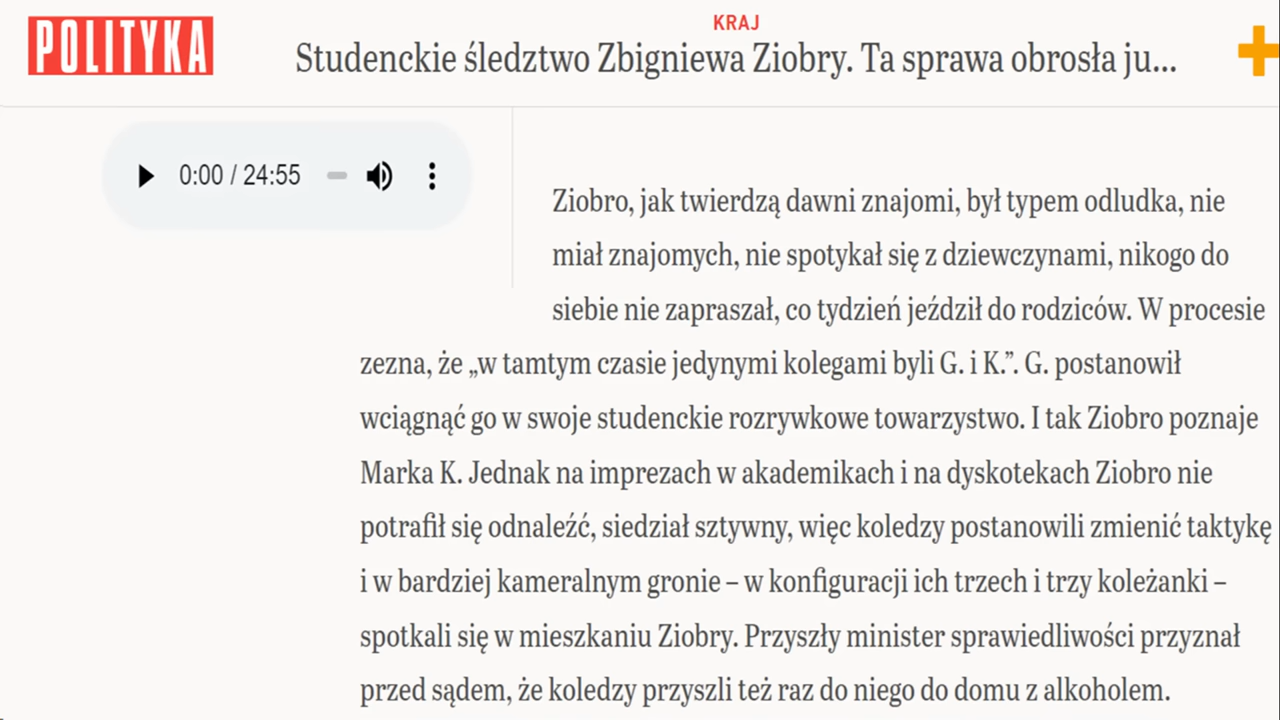 POLITYKA
KRAJ
Studenckie śledztwo Zbigniewa Ziobry. Ta sprawa obrosła ju...
0:00 / 24:55
Ziobro, jak twierdzą dawni znajomi, był typem odludka, nie
miał znajomych, nie spotykał się z dziewczynami, nikogo do
siebie nie zapraszał, co tydzień jeździł do rodziców. W procesie
zezna, że „w tamtym czasie jedynymi kolegami byli G. i K.”. G. postanowił
wciągnąć go w swoje studenckie rozrywkowe towarzystwo. I tak Ziobro poznaje
Marka K. Jednak na imprezach w akademikach i na dyskotekach Ziobro nie
potrafił się odnaleźć, siedział sztywny, więc koledzy postanowili zmienić taktykę
i w bardziej kameralnym gronie – w konfiguracji ich trzech i trzy koleżanki –
spotkali się w mieszkaniu Ziobry. Przyszły minister sprawiedliwości przyznał
przed sądem, że koledzy przyszli też raz do niego do domu z alkoholem.